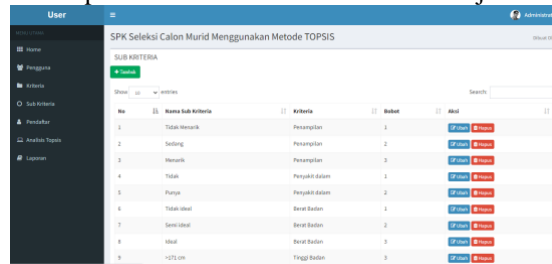 User
Administrat
MENU UTAMA
Home
Pengguna
Kriteria
Sub Kriteria
Pendaftar
Analisis Topsis
Laporan
SPK Seleksi Calon Murid Menggunakan Metode TOPSIS
SUB KRITERIA
+ Tambah
Show 10 entries
Search:
No Nama Sub Kriteria Kriteria Bobot Aksi
1 Tidak Menarik Penampilan 1 Ubah Hapus
2 Sedang Penampilan 2 Ubah Hapus
3 Menarik Penampilan 3 Ubah Hapus
4 Tidak Penyakit dalam 1 Ubah Hapus
5 Punya Penyakit dalam 2 Ubah Hapus
6 Tidak Ideal Berat Badan 1 Ubah Hapus
7 Semi Ideal Berat Badan 2 Ubah Hapus
8 Ideal Berat Badan 3 Ubah Hapus
9 >171 cm Tinggi Badan 3 Ubah Hapus